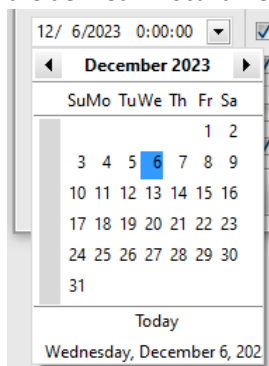 12/ 6/2023 0:00:00
December 2023
SuMo TuWe Th Fr Sa
1 2
3 4 5 6 7 8 9
10 11 12 13 14 15 16
17 18 19 20 21 22 23
24 25 26 27 28 29 30
31
Today
Wednesday, December 6, 202